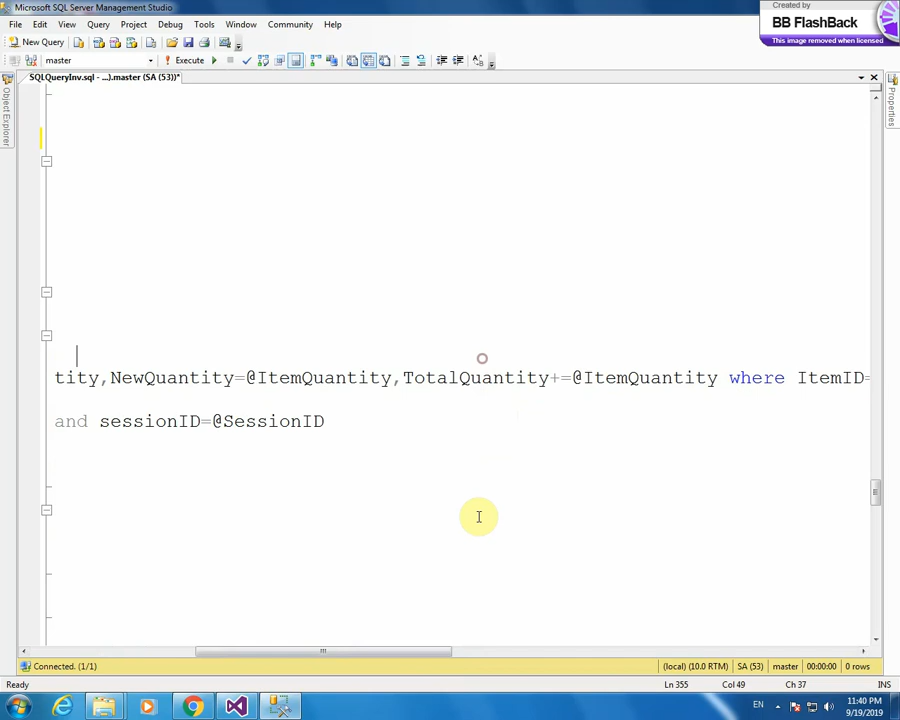 Microsoft SQL Server Management Studio
Created by
BB FlashBack
This image removed when licensed
File Edit View Query Project Debug Tools Window Community Help
New Query
master
Execute
SQLQueryInv.sql - ...).master (SA (53))*
Object Explorer
Properties
tity,NewQuantity=@ItemQuantity,TotalQuantity+=@ItemQuantity where ItemID=
and sessionID=@SessionID
Connected. (1/1)
(local) (10.0 RTM) SA (53) master 00:00:00 0 rows
Ready
Ln 355 Col 49 Ch 37 INS
EN
11:40 PM
9/19/2019